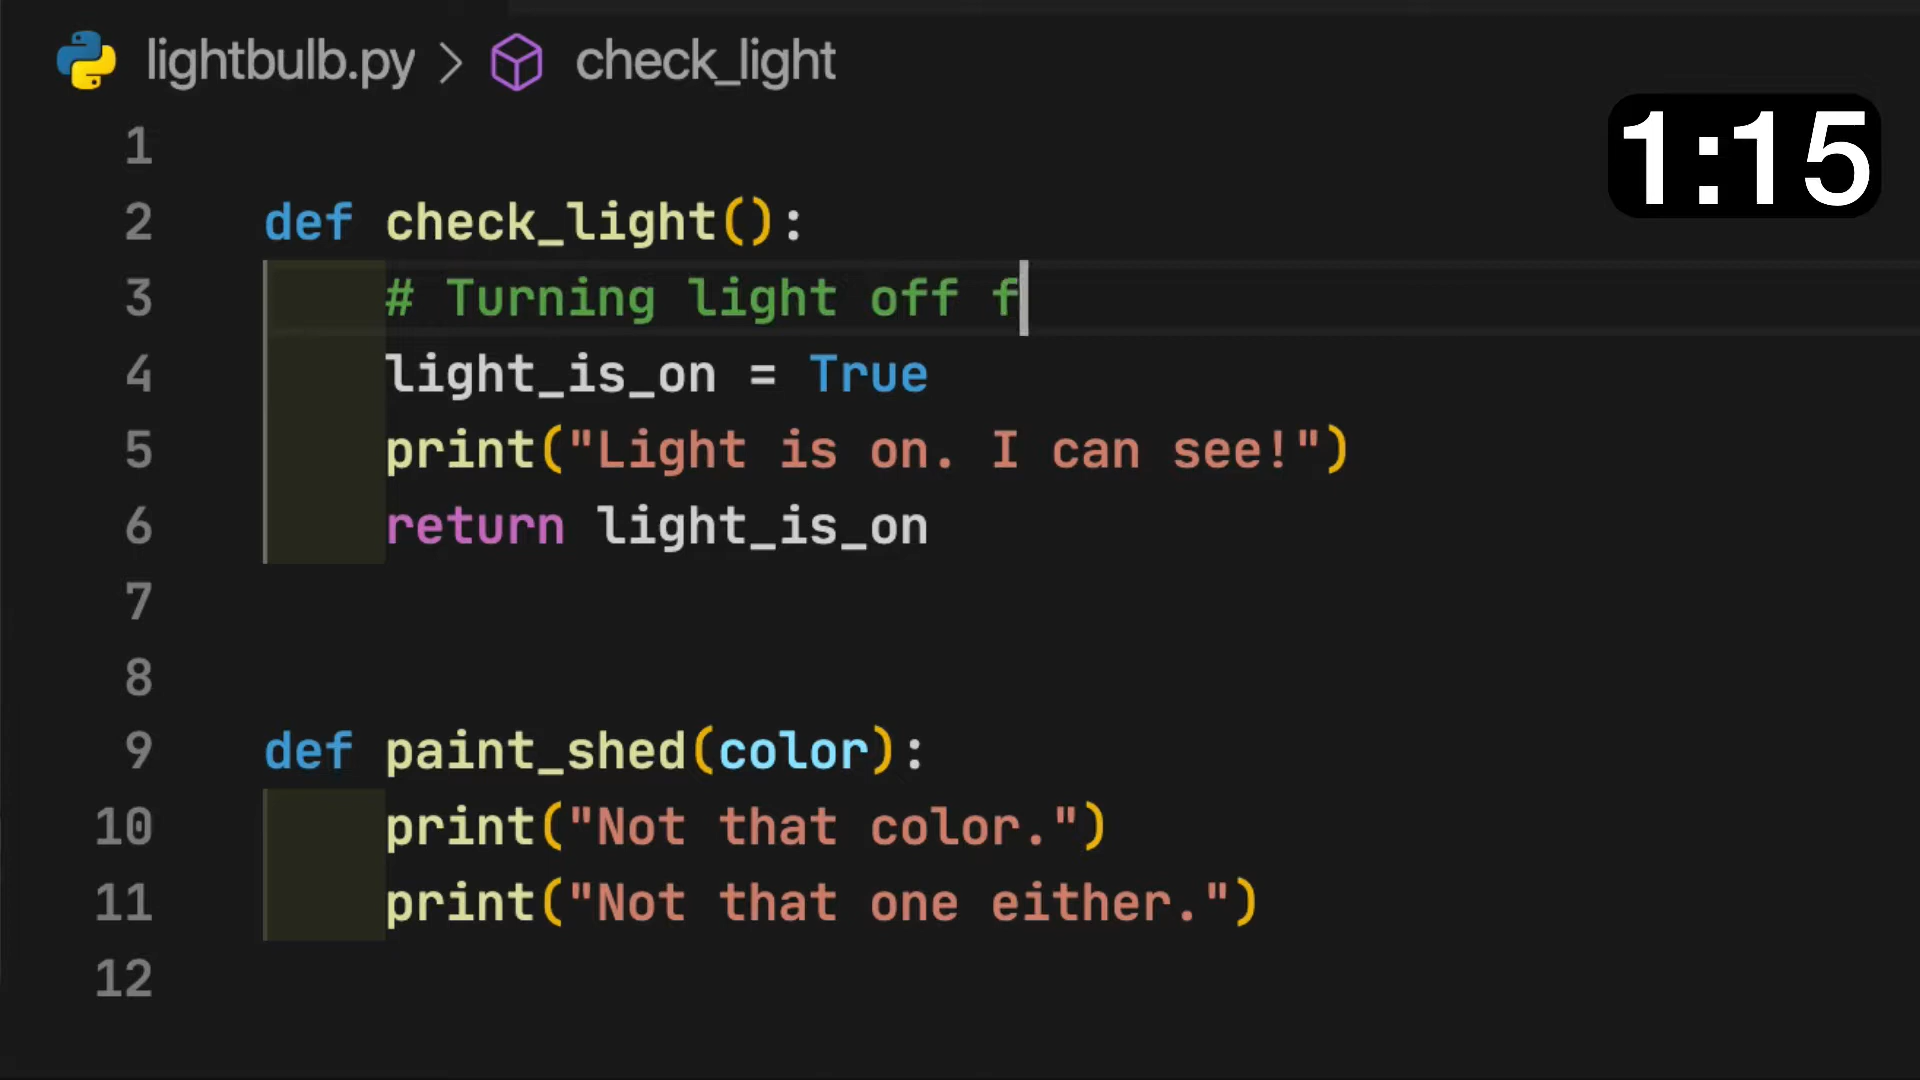 lightbulb.py > check_light
1:15
1
2 def check_light():
3 # Turning light off f
4 light_is_on = True
5 print("Light is on. I can see!")
6 return light_is_on
7
8
9 def paint_shed(color):
10 print("Not that color.")
11 print("Not that one either.")
12